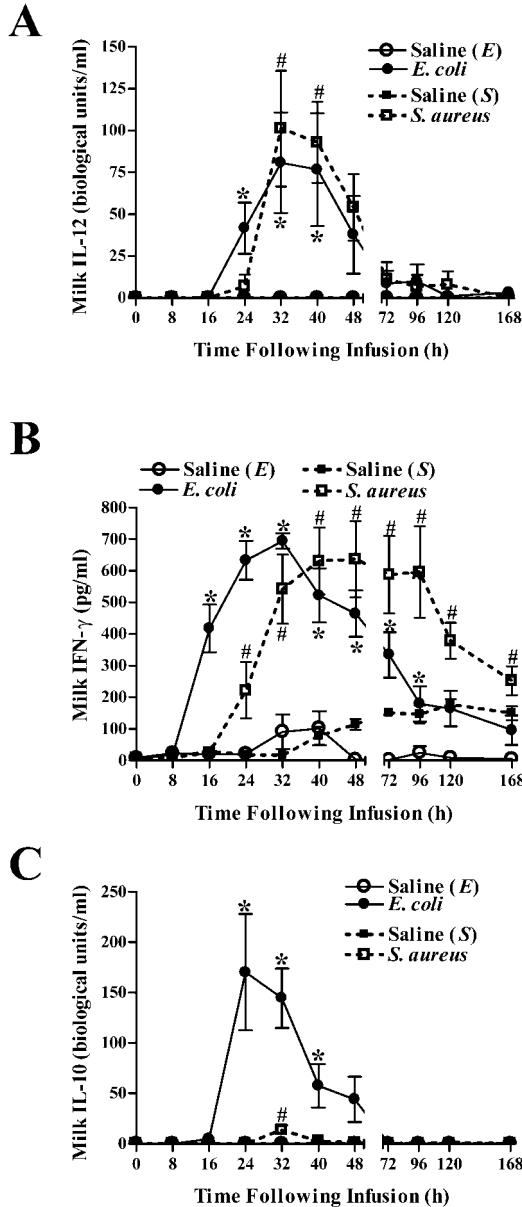 A
Milk IL-12 (biological units/ml)
150
125
100
75
50
25
0
Saline (E)
E. coli
Saline (S)
S. aureus
# #
*
* *
0 8 16 24 32 40 48 72 96 120 168
Time Following Infusion (h)
B
Saline (E) Saline (S)
E. coli S. aureus
Milk IFN-γ (pg/ml)
800
700
600
500
400
300
200
100
0
* * * # # # #
# # * * * * # #
0 8 16 24 32 40 48 72 96 120 168
Time Following Infusion (h)
C
Milk IL-10 (biological units/ml)
250
200
150
100
50
0
Saline (E)
E. coli
Saline (S)
S. aureus
* * *
#
0 8 16 24 32 40 48 72 96 120 168
Time Following Infusion (h)